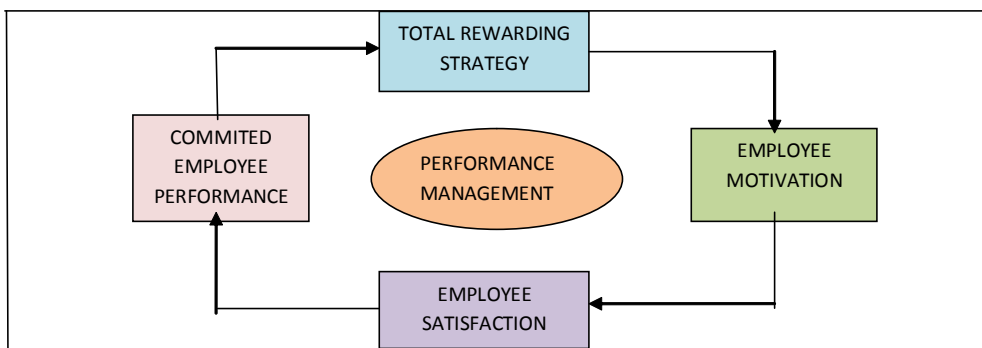 TOTAL REWARDING
STRATEGY
COMMITED
EMPLOYEE
PERFORMANCE
PERFORMANCE
MANAGEMENT
EMPLOYEE
MOTIVATION
EMPLOYEE
SATISFACTION